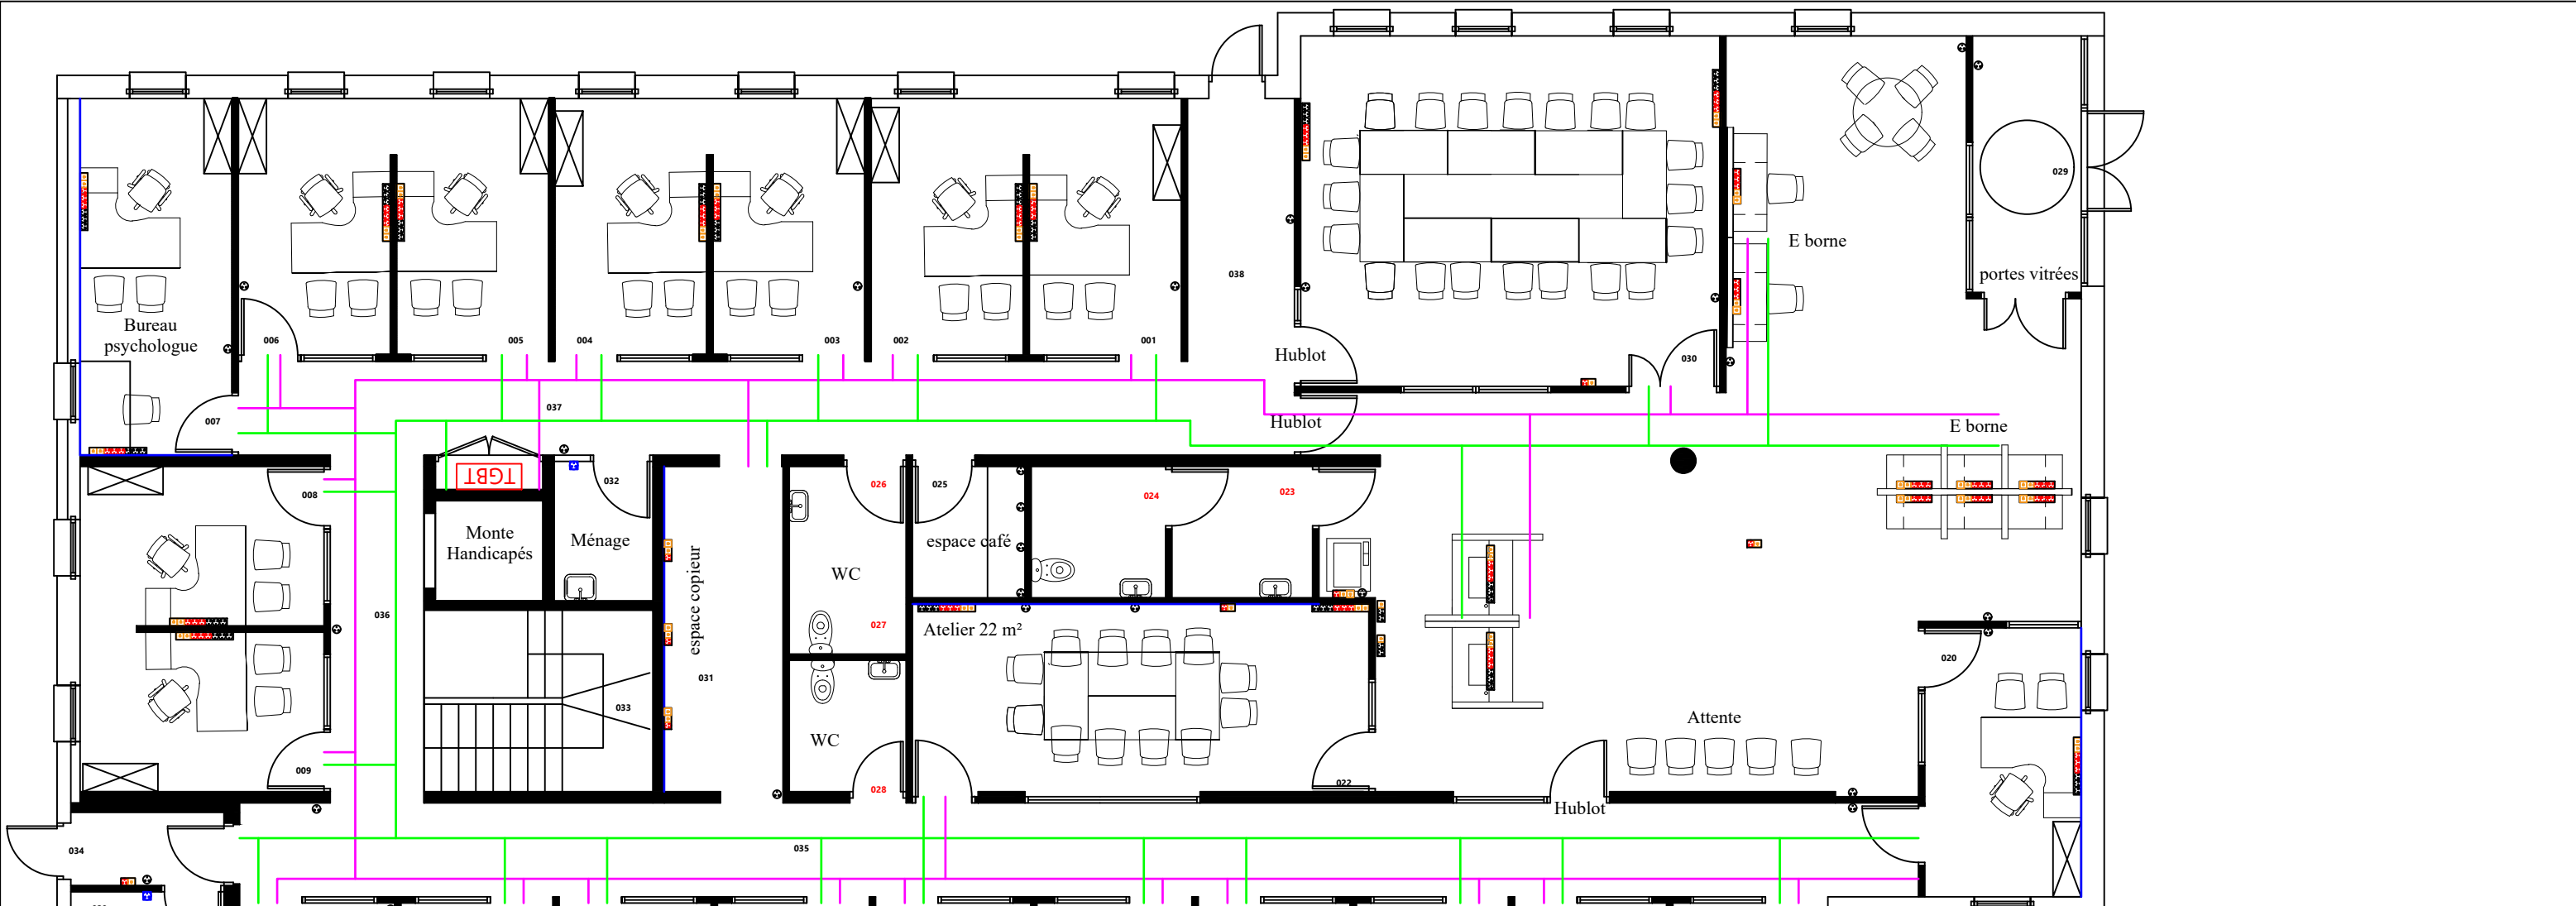 029
E borne
portes vitrées
038
Bureau
psychologue
006
005
004
003
002
001
Hublot
030
037
007
Hublot
E borne
TGBT
008
032
026
025
024
023
Monte
Handicapés
Ménage
espace café
WC
espace copieur
036
027
Atelier 22 m²
020
031
033
Attente
WC
009
028
022
Hublot
034
035